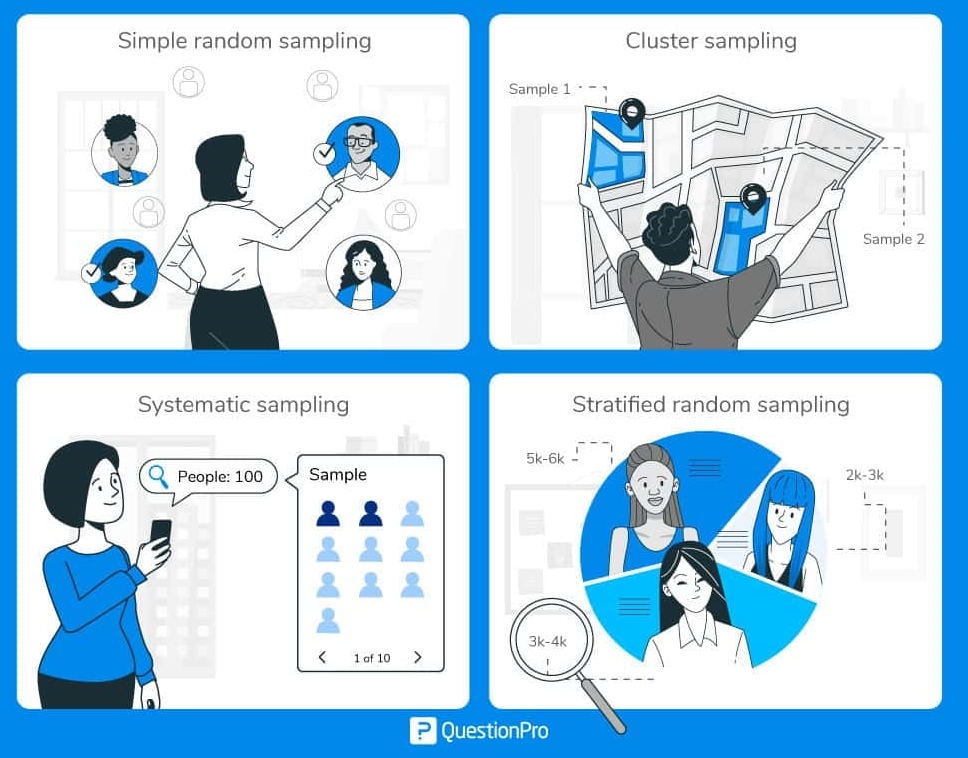 Simple random sampling
Cluster sampling
Sample 1
Sample 2
Systematic sampling
People: 100
Sample
1 of 10
Stratified random sampling
5k-6k
2k-3k
3k-4k
QuestionPro